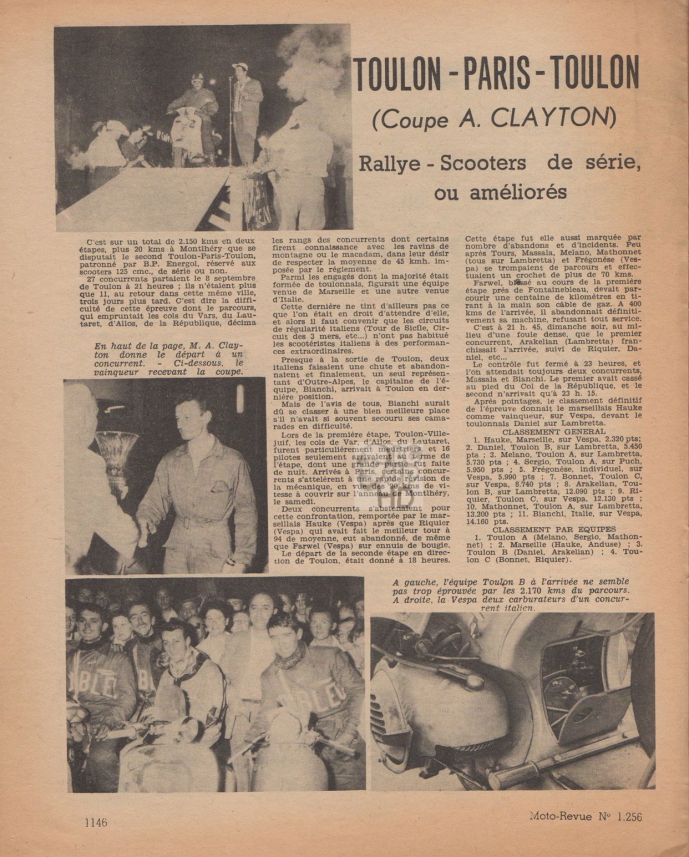 TOULON - PARIS - TOULON
(Coupe A. CLAYTON)
Rallye - Scooters de série,
ou améliorés
C'est sur un total de 2.150 kms en deux
étapes, plus 20 kms à Montlhéry que se
disputait le second Toulon-Paris-Toulon,
patronné par B.P. Energol, réservé aux
scooters 125 cmc., de série ou non.
27 concurrents partaient le 8 septembre
de Toulon à 21 heures ; ils n'étaient plus
que 11, au retour dans cette même ville,
trois jours plus tard. C'est dire la diffi-
culté de cette épreuve dont le parcours,
qui empruntait les cols du Vars, du Lau-
taret, d'Allos, de la République, décima
En haut de la page, M. A. Clay-
ton donne le départ à un
concurrent. - Ci-dessous, le
vainqueur recevant la coupe.
les rangs des concurrents dont certains
firent connaissance avec les ravins de
montagne ou le macadam, dans leur désir
de respecter la moyenne de 45 kmh. im-
posée par le règlement.
Parmi les engagés dont la majorité était
formée de toulonnais, figurait une équipe
venue de Marseille et une autre venue
d'Italie.
Cette dernière ne tint d'ailleurs pas ce
que l'on était en droit d'attendre d'elle,
et alors il faut convenir que les circuits
de régularité italiens (Tour de Sicile, Cir-
cuit des 3 mers, etc...) n'ont pas habitué
les scootéristes italiens à des performan-
ces extraordinaires.
Presque à la sortie de Toulon, deux
italiens faisaient une chute et abandon-
naient et finalement, un seul représen-
tant d'Outre-Alpes, le capitaine de l'é-
quipe, Bianchi, arrivait à Toulon en der-
nière position.
Mais de l'avis de tous, Bianchi aurait
dû se classer à une bien meilleure place
s'il n'avait si souvent secouru ses cama-
rades en difficulté.
Lors de la première étape, Toulon-Ville-
juif, les cols de Var, d'Allos, du Lautaret,
furent particulièrement meurtriers, et 16
pilotes seulement arrivaient au terme de
l'étape, dont une grande partie fut faite
de nuit. Arrivés à Paris, certains concur-
rents s'attelèrent à une bonne révision de
la mécanique, en vue des 20 kms de vi-
tesse à couvrir sur l'anneau de Montlhéry,
le samedi.
Deux concurrents s'abstenaient pour
cette confrontation, remportée par le mar-
seillais Hauke (Vespa) après que Riquier
(Vespa) qui avait fait le meilleur tour à
94 de moyenne, eut abandonné, de même
que Farwel (Vespa) sur ennuis de bougie.
Le départ de la seconde étape en direc-
tion de Toulon, était donné à 18 heures.
Cette étape fut elle aussi marquée par
nombre d'abandons et d'incidents. Peu
après Tours, Massala, Melano, Mathonnet
(tous sur Lambretta) et Frégonèse (Ves-
pa) se trompaient de parcours et effec-
tuaient un crochet de plus de 70 kms.
Farwel, blessé au cours de la première
étape près de Fontainebleau, devait par-
courir une centaine de kilomètres en ti-
rant à la main son câble de gaz. A 400
kms de l'arrivée, il abandonnait définiti-
vement sa machine, refusant tout service.
C'est à 21 h. 45, dimanche soir, au mi-
lieu d'une foule dense, que le premier
concurrent, Arakelian (Lambretta) fran-
chissait l'arrivée, suivi de Riquier, Da-
niel, etc...
Le contrôle fut fermé à 23 heures, et
l'on attendait toujours deux concurrents,
Massala et Bianchi. Le premier avait cassé
au pied du Col de la République, et le
second n'arrivait qu'à 23 h. 15.
Après pointages, le classement définitif
de l'épreuve donnait le marseillais Hauke
comme vainqueur, sur Vespa, devant le
toulonnais Daniel sur Lambretta.
CLASSEMENT GENERAL
1. Hauke, Marseille, sur Vespa, 2.320 pts;
2. Daniel, Toulon B, sur Lambretta, 5.450
pts ; 3. Melano, Toulon A, sur Lambretta,
5.730 pts ; 4. Sergio, Toulon A, sur Puch,
5.950 pts ; 5. Frégonèse, individuel, sur
Vespa, 5.990 pts ; 7. Bonnet, Toulon C,
sur Vespa, 8.740 pts ; 8. Arakelian, Tou-
lon B, sur Lambretta, 12.090 pts ; 9. Ri-
quier, Toulon C, sur Vespa, 12.120 pts ;
10. Mathonnet, Toulon A, sur Lambretta,
13.200 pts ; 11. Bianchi, Italie, sur Vespa,
14.160 pts.
CLASSEMENT PAR EQUIPES
1. Toulon A (Melano, Sergio, Mathon-
net) ; 2. Marseille (Hauke, Anduse) ; 3.
Toulon B (Daniel, Arakelian) ; 4. Tou-
lon C (Bonnet, Riquier).
A gauche, l'équipe Toulon B à l'arrivée ne semble
pas trop éprouvée par les 2.170 kms du parcours.
A droite, la Vespa deux carburateurs d'un concur-
rent italien.
1146
Moto-Revue N° 1.256